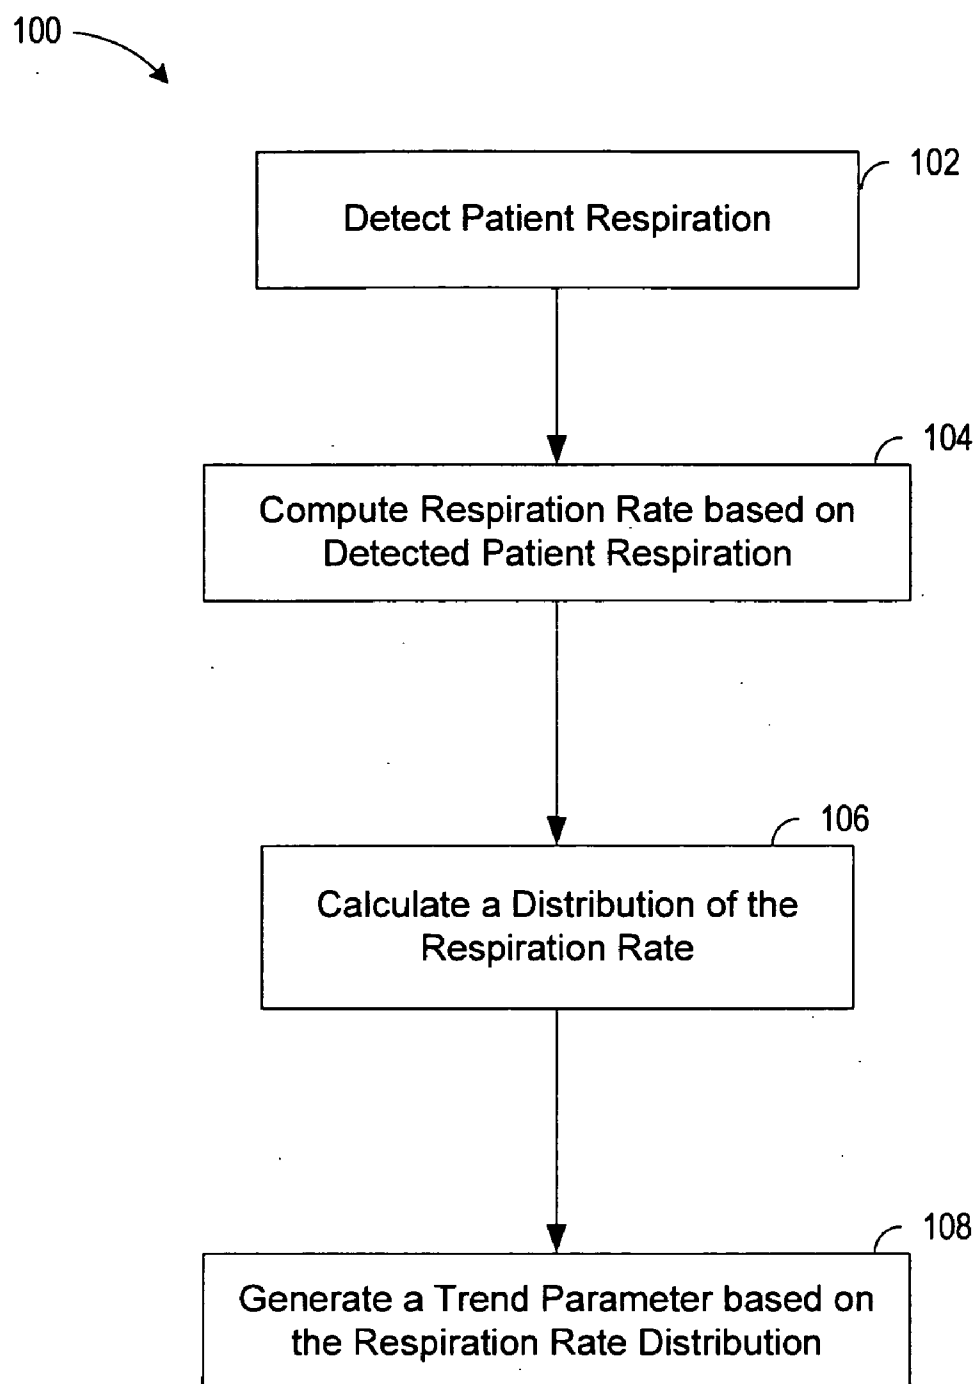 100
102
Detect Patient Respiration
104
Compute Respiration Rate based on
Detected Patient Respiration
106
Calculate a Distribution of the
Respiration Rate
108
Generate a Trend Parameter based on
the Respiration Rate Distribution